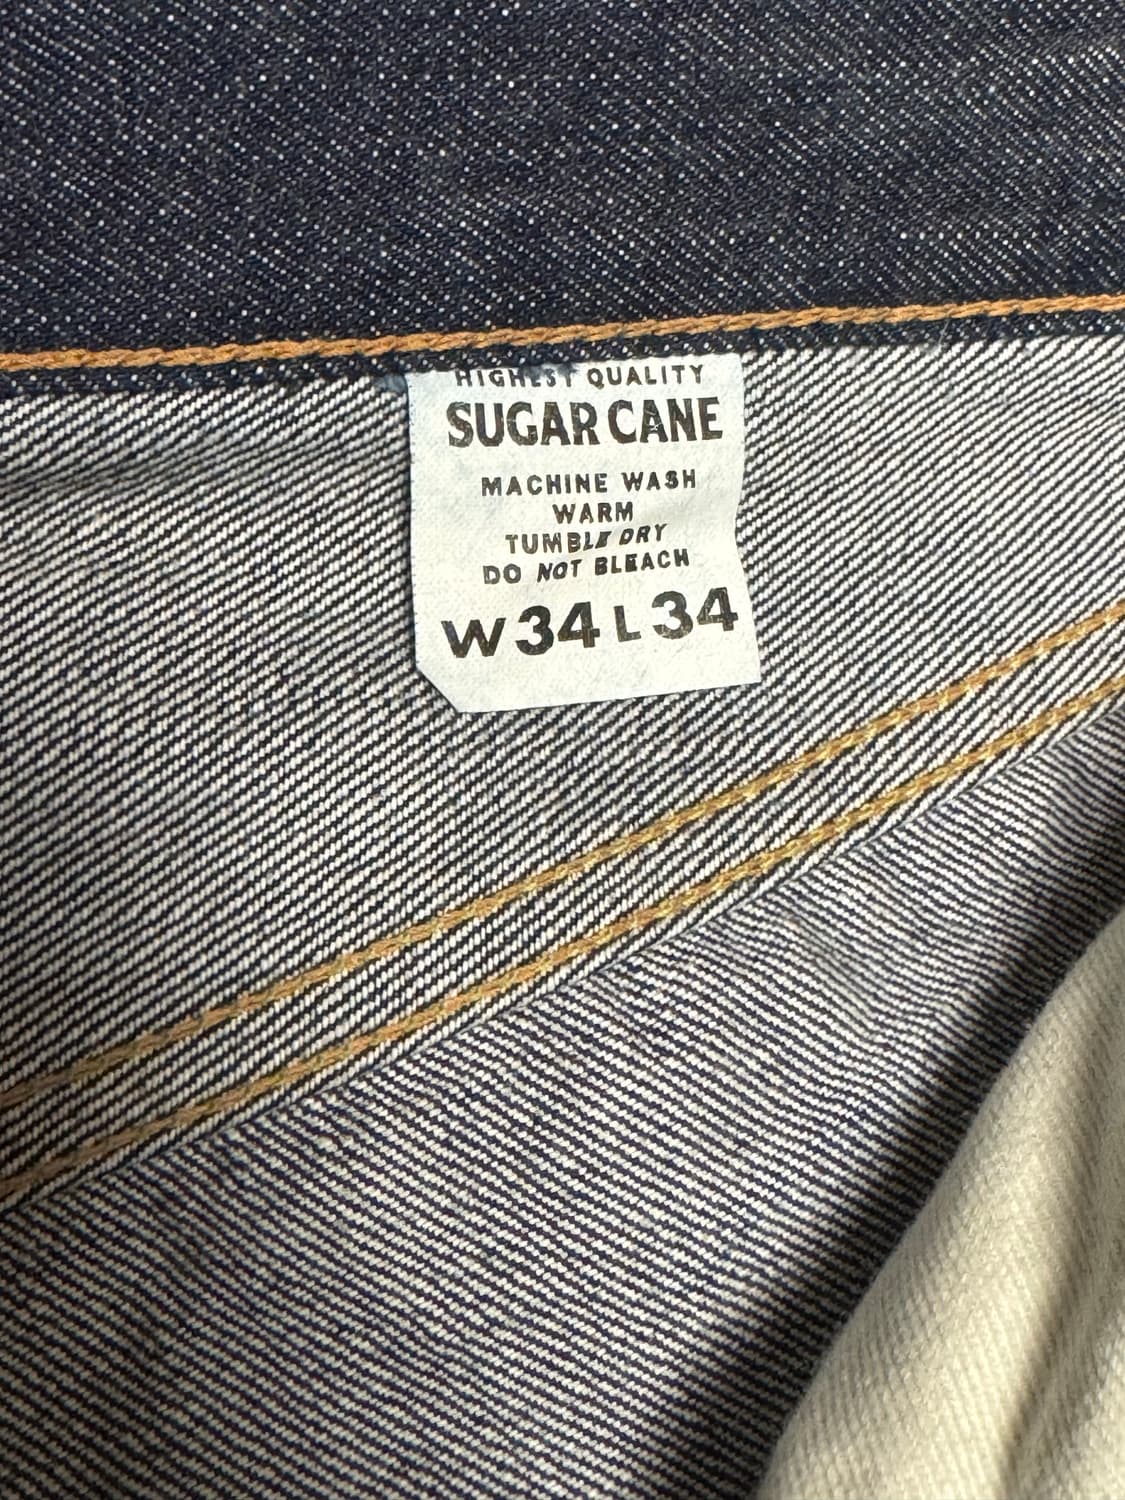 HIGHEST QUALITY
SUGAR CANE
MACHINE WASH
WARM
TUMBLE DRY
DO NOT BLEACH
W34 L34